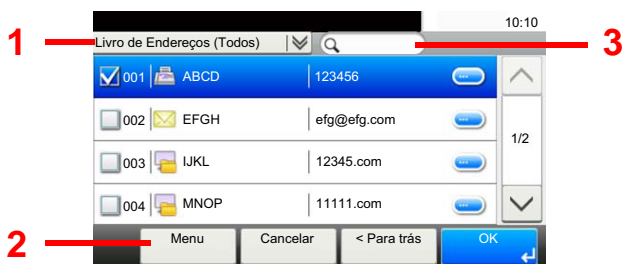 10:10
1 Livro de Endereços (Todos) 3
001 ABCD 123456
002 EFGH efg@efg.com
1/2
003 IJKL 12345.com
004 MNOP 11111.com
2 Menu Cancelar < Para trás OK